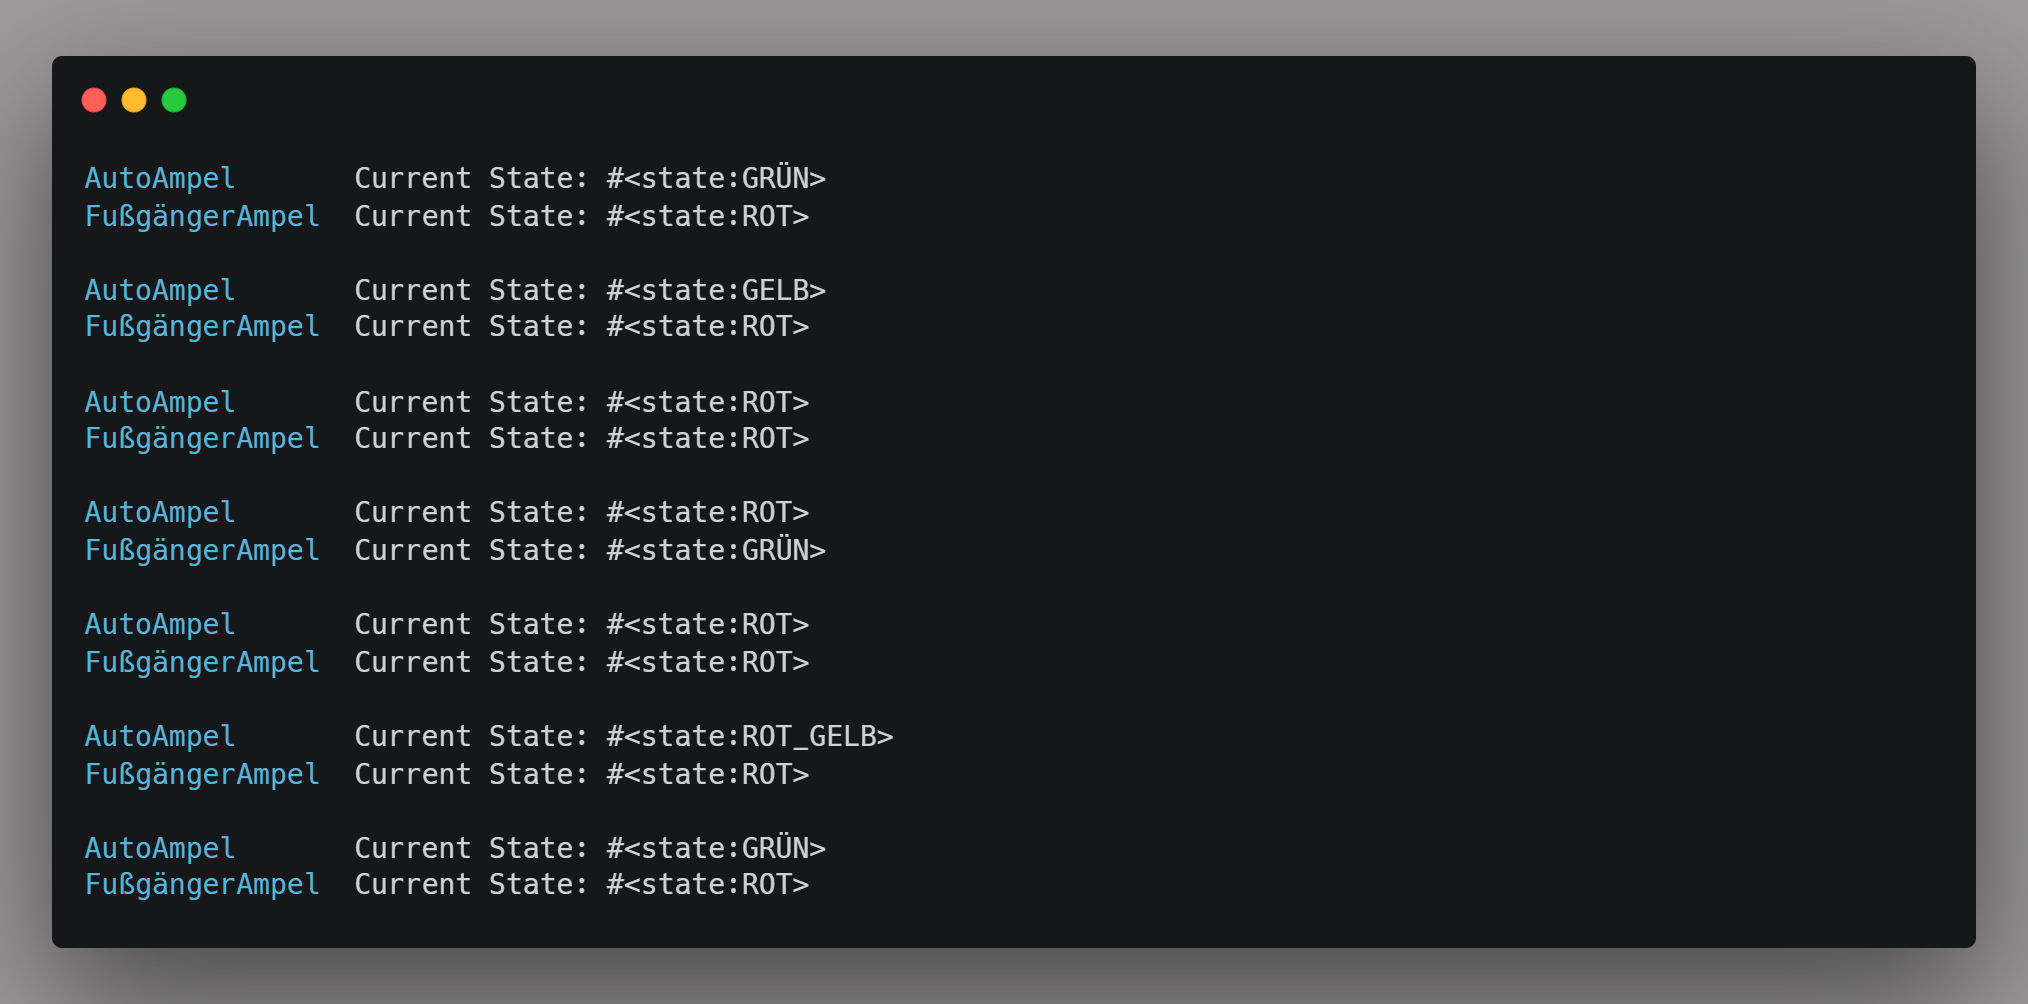 AutoAmpel       Current State: #<state:GRÜN>
FußgängerAmpel  Current State: #<state:ROT>

AutoAmpel       Current State: #<state:GELB>
FußgängerAmpel  Current State: #<state:ROT>

AutoAmpel       Current State: #<state:ROT>
FußgängerAmpel  Current State: #<state:ROT>

AutoAmpel       Current State: #<state:ROT>
FußgängerAmpel  Current State: #<state:GRÜN>

AutoAmpel       Current State: #<state:ROT>
FußgängerAmpel  Current State: #<state:ROT>

AutoAmpel       Current State: #<state:ROT_GELB>
FußgängerAmpel  Current State: #<state:ROT>

AutoAmpel       Current State: #<state:GRÜN>
FußgängerAmpel  Current State: #<state:ROT>